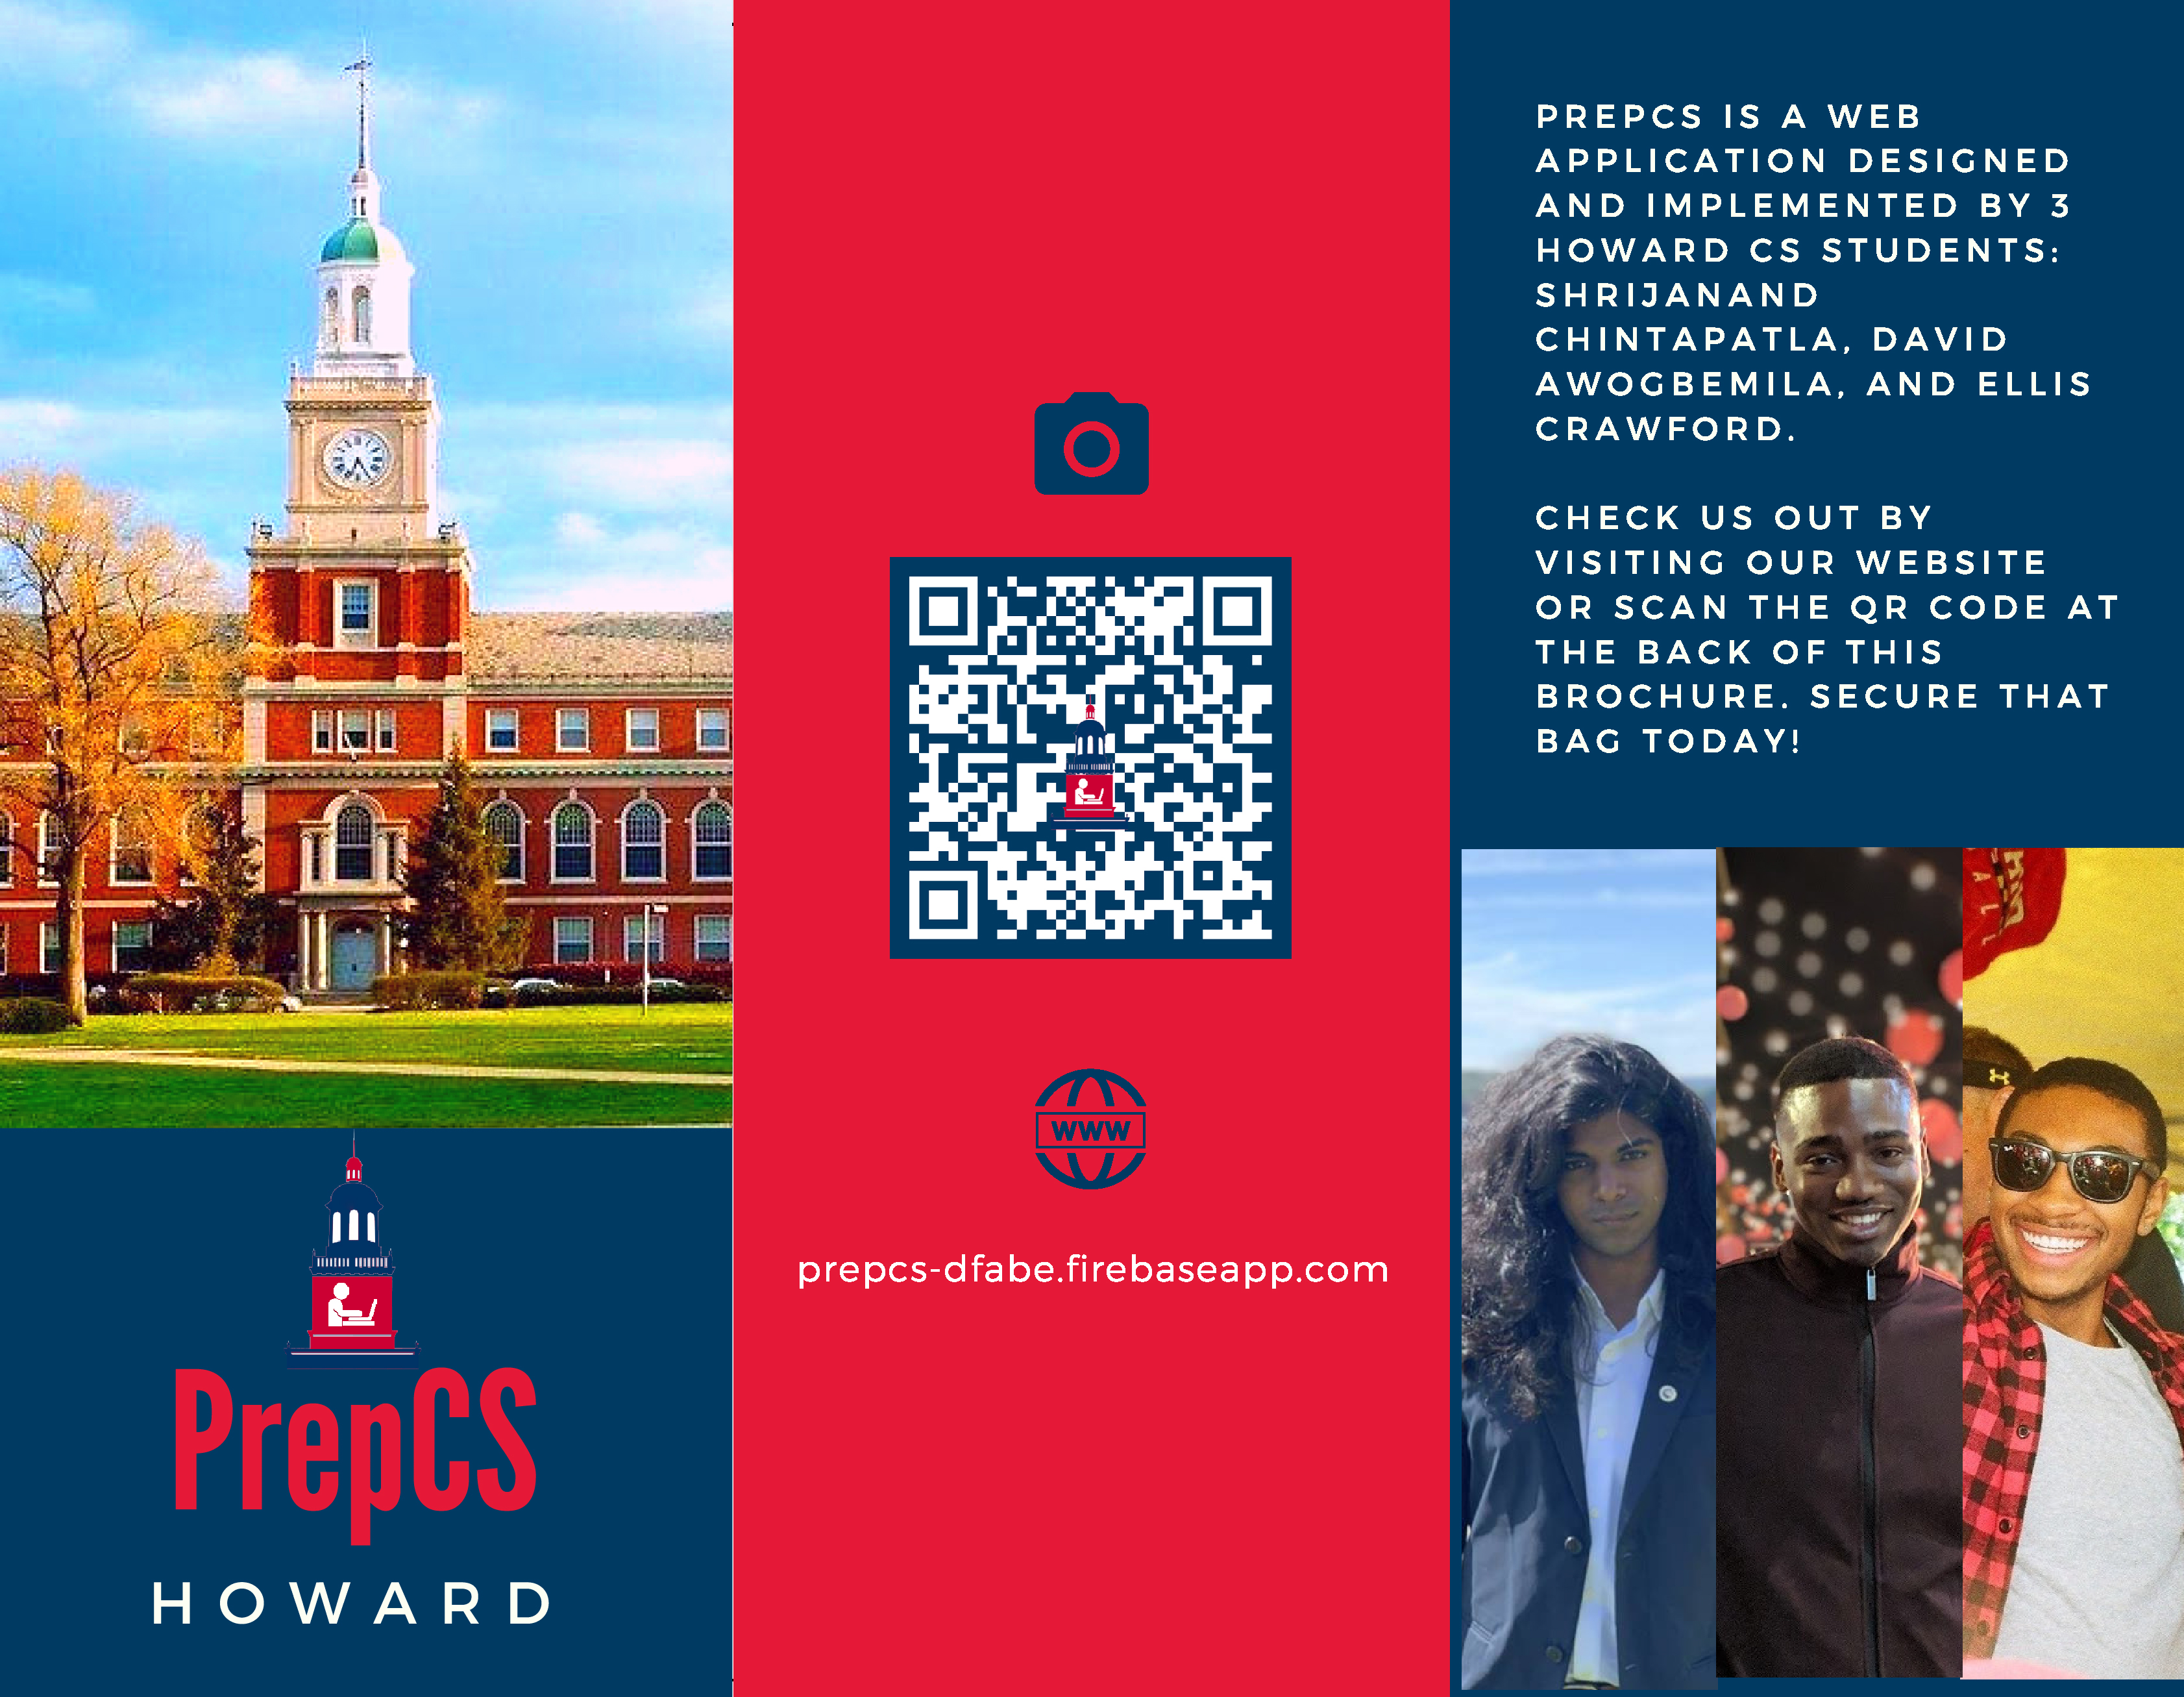 PrepCS
HOWARD
WWW
prepcs-dfabe.firebaseapp.com
PREPCS IS A WEB
APPLICATION DESIGNED
AND IMPLEMENTED BY 3
HOWARD CS STUDENTS:
SHRIJANAND
CHINTAPATLA, DAVID
AWOGBEMILA, AND ELLIS
CRAWFORD.
CHECK US OUT BY
VISITING OUR WEBSITE
OR SCAN THE QR CODE AT
THE BACK OF THIS
BROCHURE. SECURE THAT
BAG TODAY!